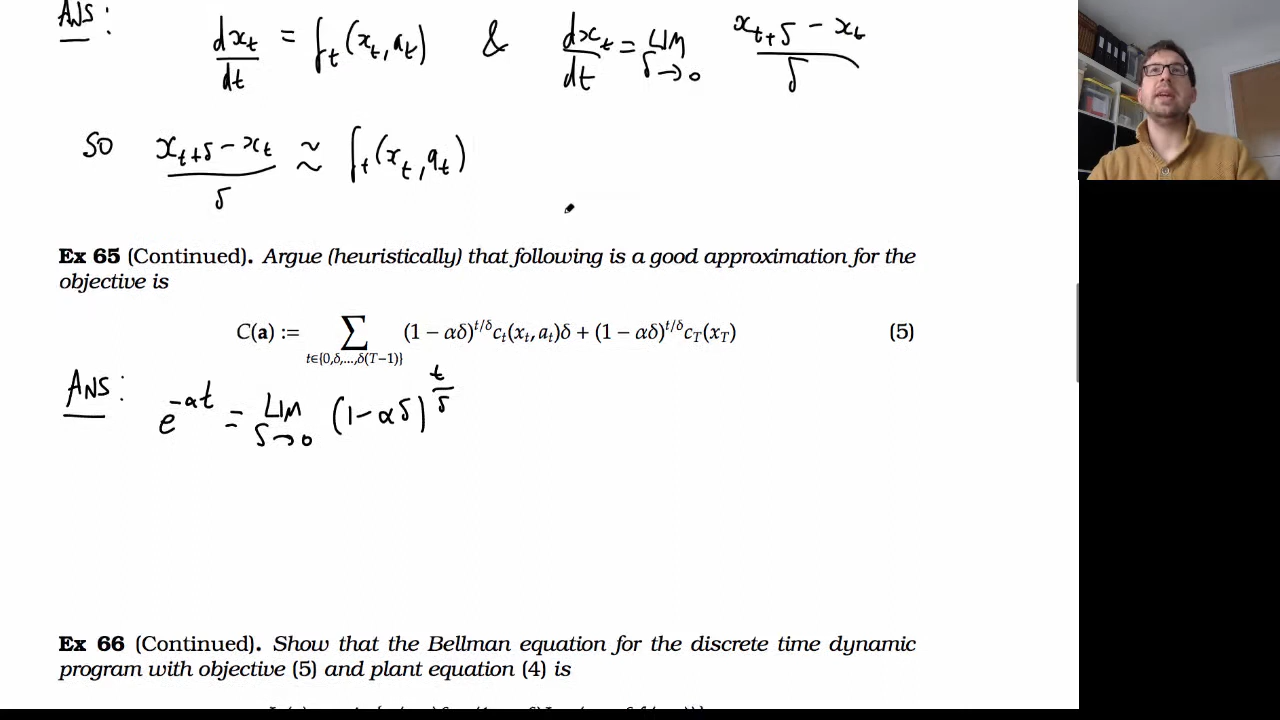 ANS:
dx_t/dt = f_t(x_t, a_t) & dx_t/dt = LIM δ→0 (x_{t+δ} − x_t)/δ
So (x_{t+δ} − x_t)/δ ≈ f_t(x_t, a_t)
Ex 65 (Continued). Argue (heuristically) that following is a good approximation for the
objective is
C(a) := ∑_{t∈{0,δ,...,δ(T−1)}} (1 − αδ)^{t/δ} c_t(x_t, a_t)δ + (1 − αδ)^{t/δ} c_T(x_T) (5)
ANS:
e^{−αt} = LIM δ→0 (1 − αδ)^{t/δ}
Ex 66 (Continued). Show that the Bellman equation for the discrete time dynamic
program with objective (5) and plant equation (4) is